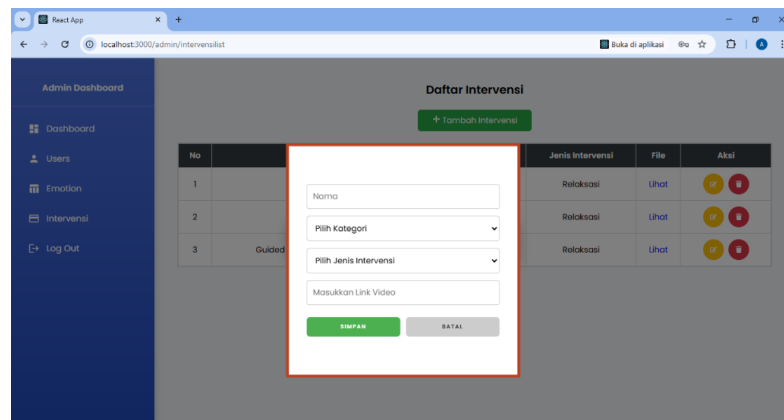 React App
localhost:3000/admin/intervensilist
Buka di aplikasi
A
Admin Dashboard
Dashboard
Users
Emotion
Intervensi
Log Out
Daftar Intervensi
+ Tambah Intervensi
No Jenis Intervensi File Aksi
1 Relaksasi Lihat
2 Relaksasi Lihat
3 Guided Relaksasi Lihat
Nama
Pilih Kategori
Pilih Jenis Intervensi
Masukkan Link Video
SIMPAN BATAL